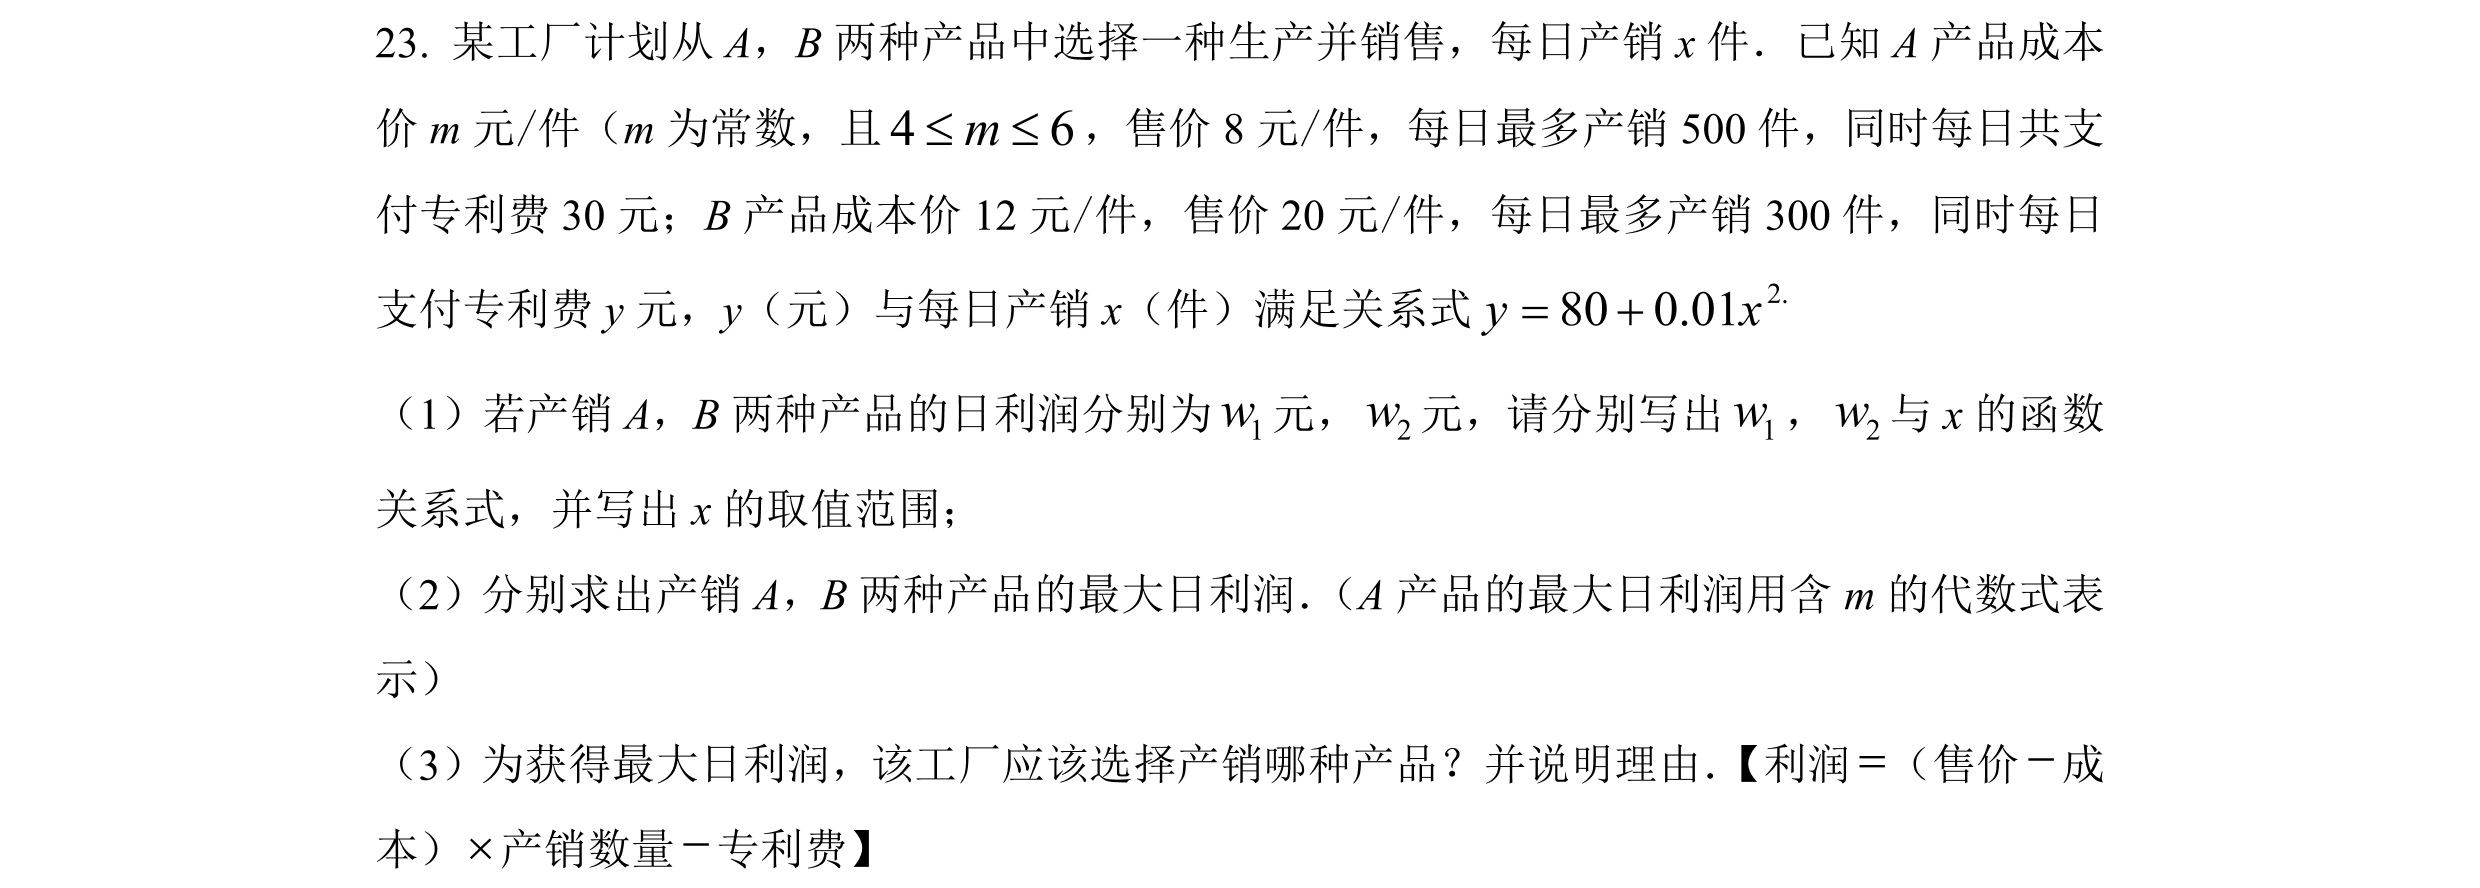 23. 某工厂计划从 A，B 两种产品中选择一种生产并销售，每日产销 x 件．已知 A 产品成本
价 m 元/件（m 为常数，且 4≤m≤6，售价 8 元/件，每日最多产销 500 件，同时每日共支
付专利费 30 元；B 产品成本价 12 元/件，售价 20 元/件，每日最多产销 300 件，同时每日
支付专利费 y 元，y（元）与每日产销 x（件）满足关系式 y = 80 + 0.01x^{2.}
（1）若产销 A，B 两种产品的日利润分别为 w₁ 元，w₂ 元，请分别写出 w₁，w₂ 与 x 的函数
关系式，并写出 x 的取值范围；
（2）分别求出产销 A，B 两种产品的最大日利润．（A 产品的最大日利润用含 m 的代数式表
示）
（3）为获得最大日利润，该工厂应该选择产销哪种产品？并说明理由．【利润＝（售价－成
本）×产销数量－专利费】